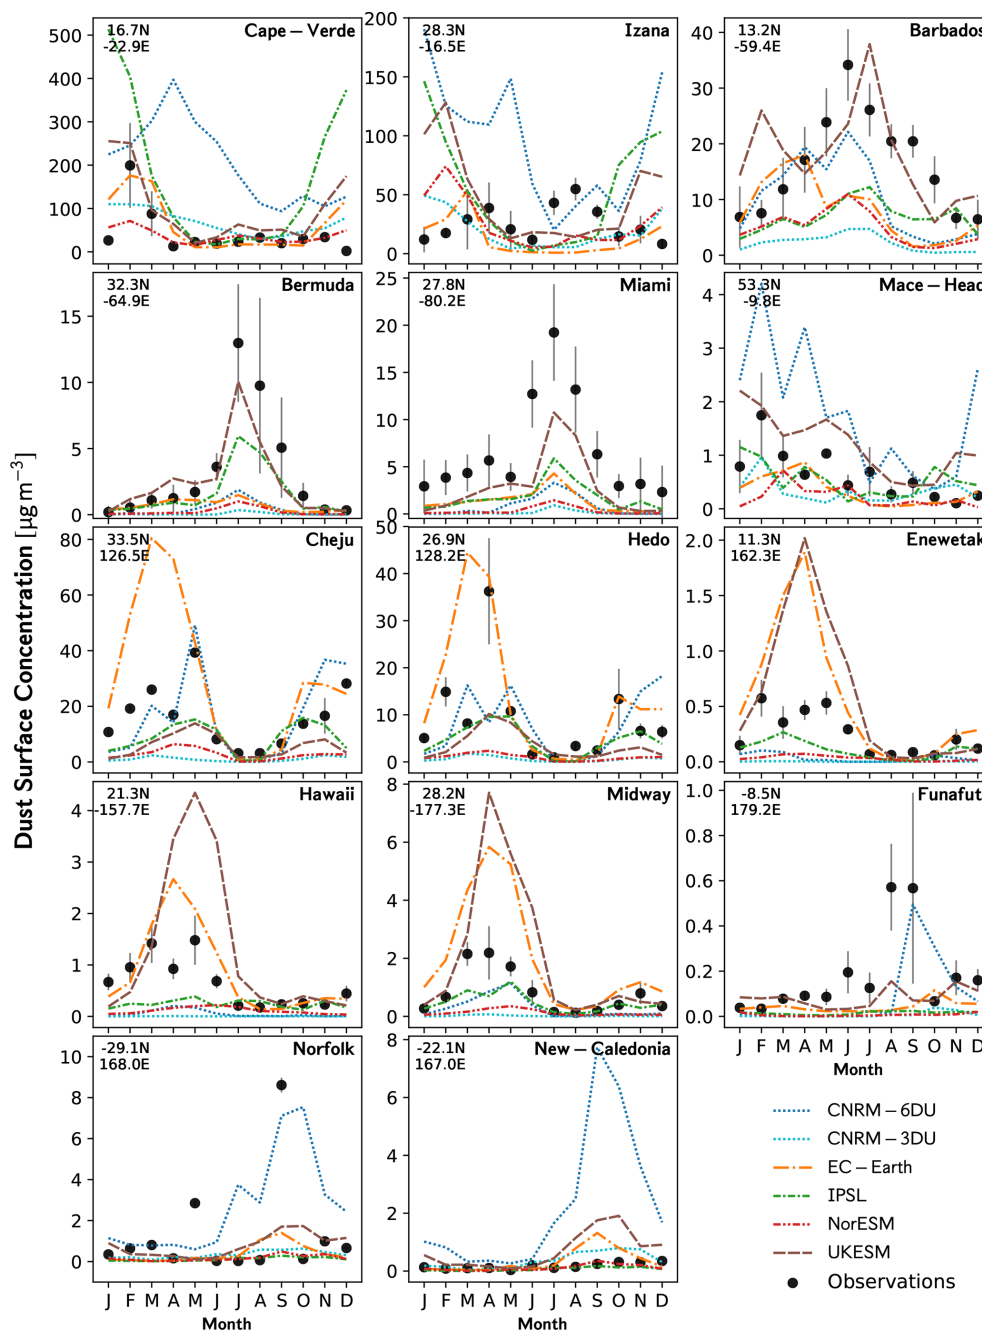 Dust Surface Concentration [µg m⁻³]
16.7N
-22.9E
Cape – Verde
500
400
300
200
100
0
28.3N
-16.5E
Izana
200
150
100
50
0
13.2N
-59.4E
Barbados
40
30
20
10
0
32.3N
-64.9E
Bermuda
15
10
5
0
27.8N
-80.2E
Miami
25
20
15
10
5
0
53.3N
-9.8E
Mace – Head
4
3
2
1
0
33.5N
126.5E
Cheju
80
60
40
20
0
26.9N
128.2E
Hedo
50
40
30
20
10
0
11.3N
162.3E
Enewetak
2.0
1.5
1.0
0.5
0.0
21.3N
-157.7E
Hawaii
4
3
2
1
0
28.2N
-177.3E
Midway
8
6
4
2
0
-8.5N
179.2E
Funafuti
1.0
0.8
0.6
0.4
0.2
0.0
J F M A M J J A S O N D
Month
-29.1N
168.0E
Norfolk
10
8
6
4
2
0
J F M A M J J A S O N D
Month
-22.1N
167.0E
New – Caledonia
8
6
4
2
0
J F M A M J J A S O N D
Month
CNRM – 6DU
CNRM – 3DU
EC – Earth
IPSL
NorESM
UKESM
Observations